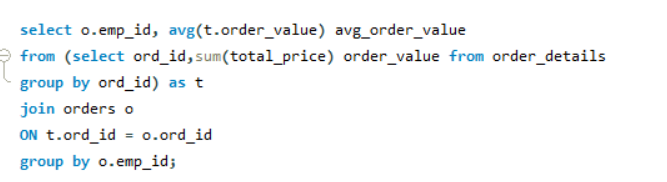 select o.emp_id, avg(t.order_value) avg_order_value
from (select ord_id,sum(total_price) order_value from order_details
group by ord_id) as t
join orders o
ON t.ord_id = o.ord_id
group by o.emp_id;